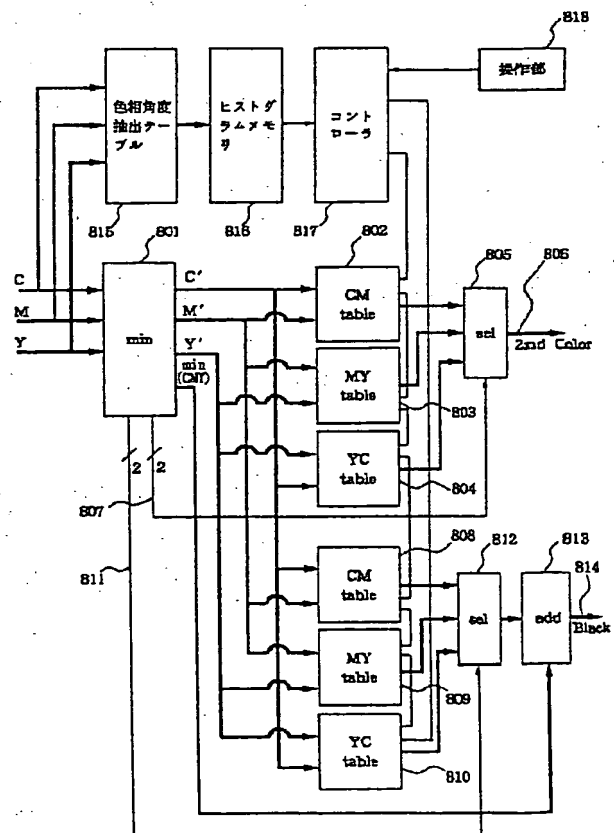 818
操作部
色相角度
抽出テー
ブル
ヒストグ
ラムメモ
リ
コント
ローラ
815
816
817
801
802
805
806
C
M
Y
min
C'
M'
Y'
min
(CMY)
CM
table
sel
2nd Color
MY
table
803
YC
table
804
2
2
807
811
808
CM
table
812
813
814
sel
add
Black
MY
table
809
YC
table
810